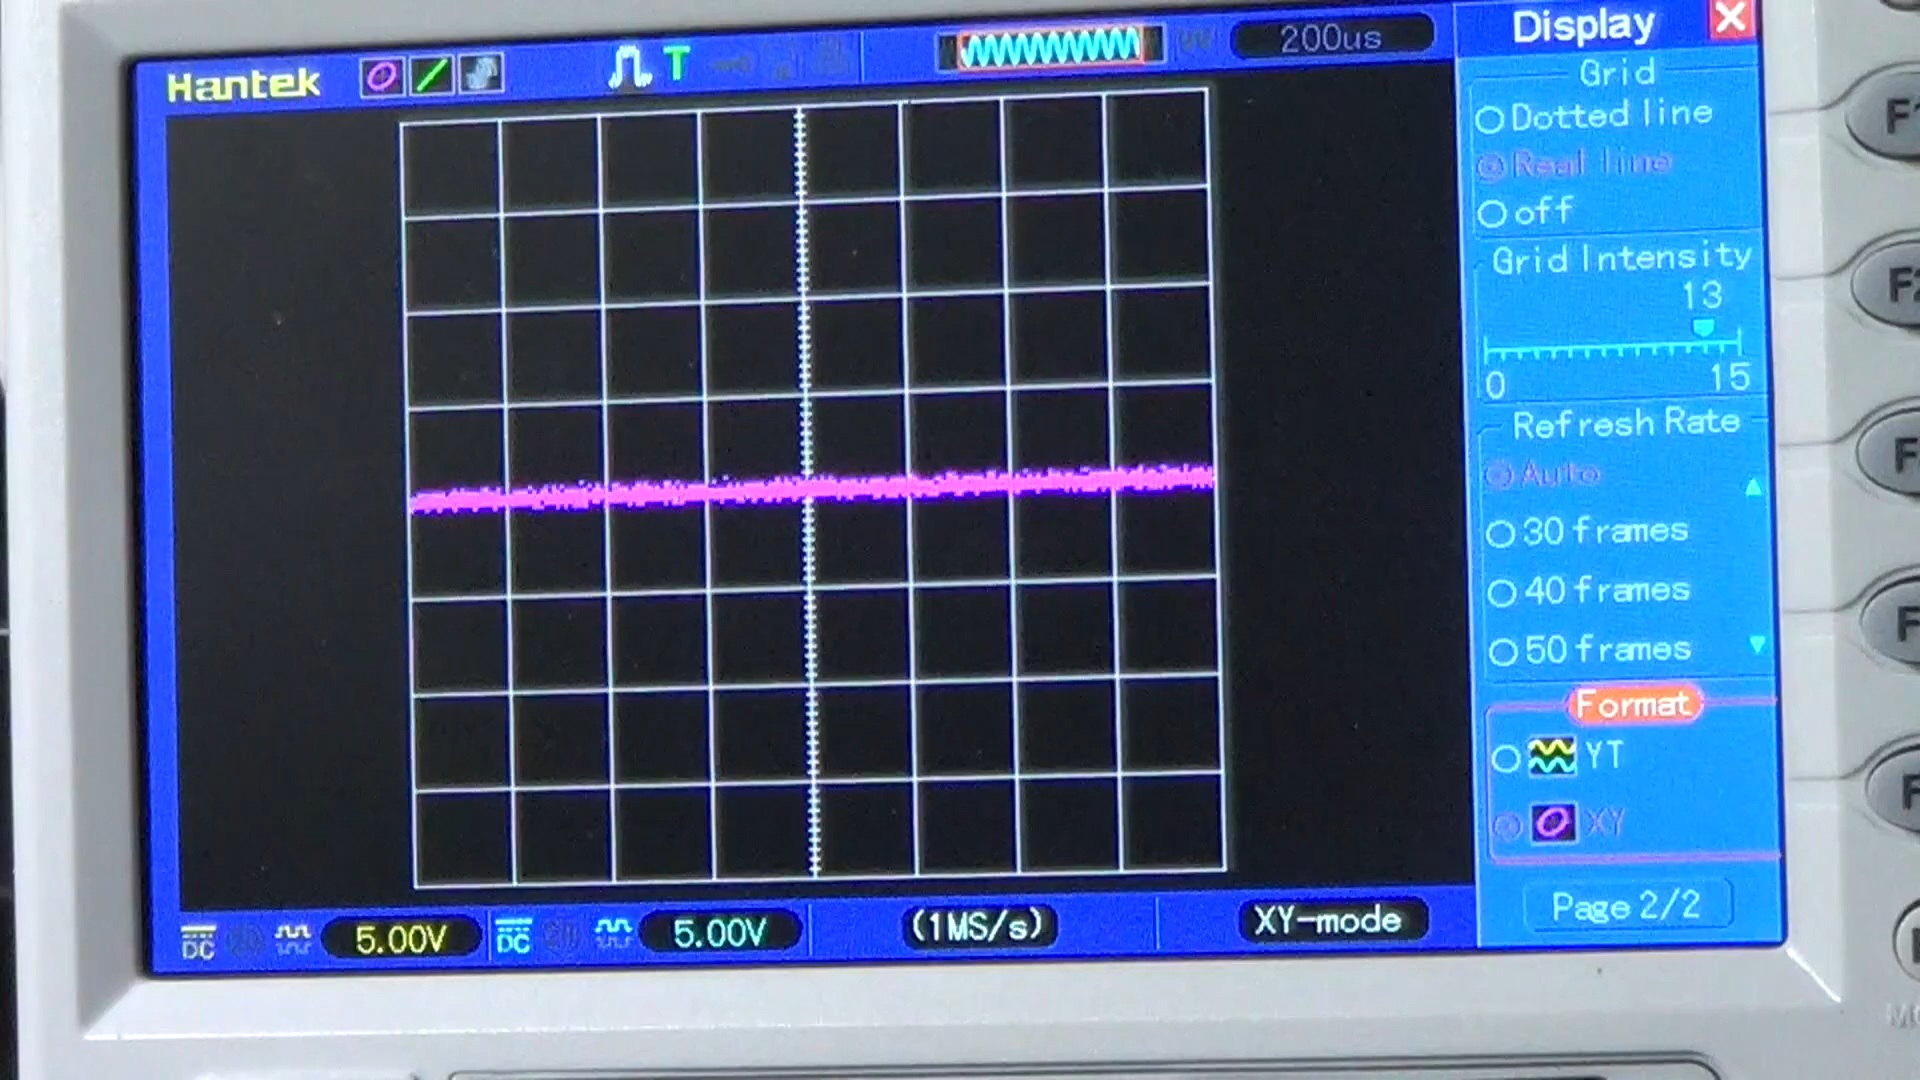 Hantek
T
200us
Display
Grid
Dotted line
Real line
off
Grid Intensity
13
0
15
Refresh Rate
Auto
30 frames
40 frames
50 frames
Format
YT
XY
Page 2/2
DC
5.00V
DC
5.00V
(1MS/s)
XY-mode